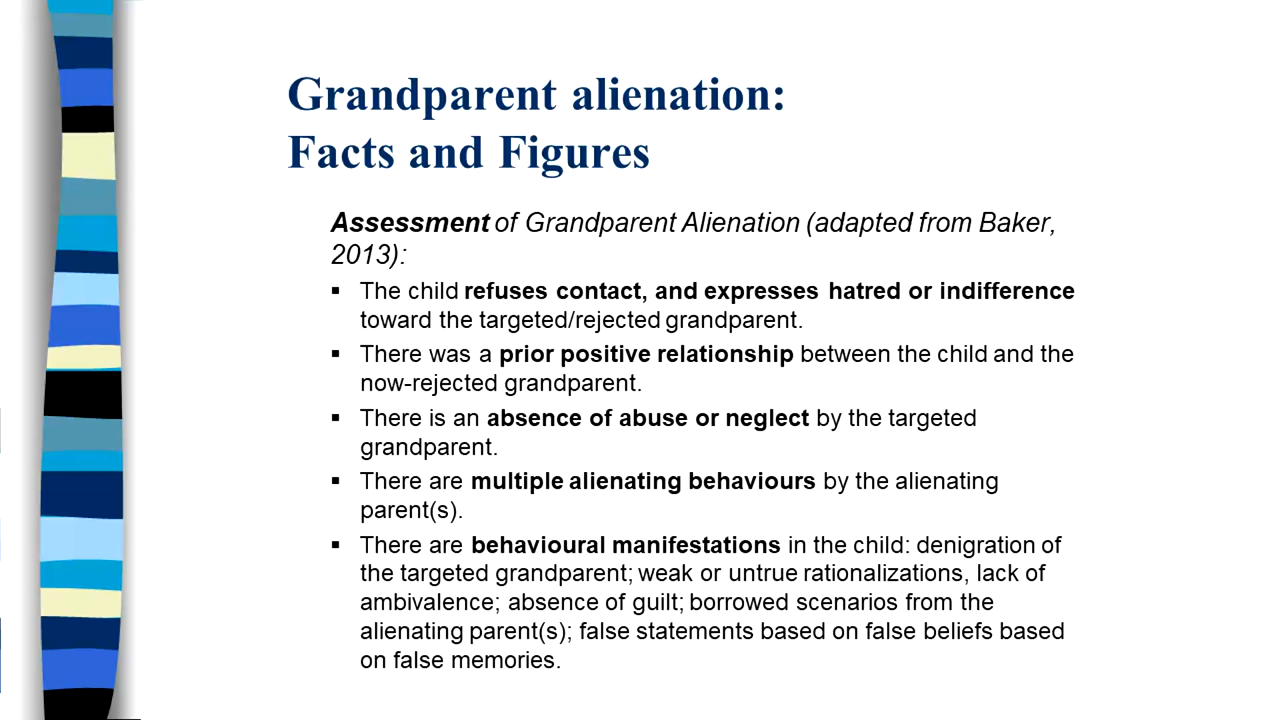 Grandparent alienation:
Facts and Figures
Assessment of Grandparent Alienation (adapted from Baker,
2013):
▪ The child refuses contact, and expresses hatred or indifference
toward the targeted/rejected grandparent.
▪ There was a prior positive relationship between the child and the
now-rejected grandparent.
▪ There is an absence of abuse or neglect by the targeted
grandparent.
▪ There are multiple alienating behaviours by the alienating
parent(s).
▪ There are behavioural manifestations in the child: denigration of
the targeted grandparent; weak or untrue rationalizations, lack of
ambivalence; absence of guilt; borrowed scenarios from the
alienating parent(s); false statements based on false beliefs based
on false memories.